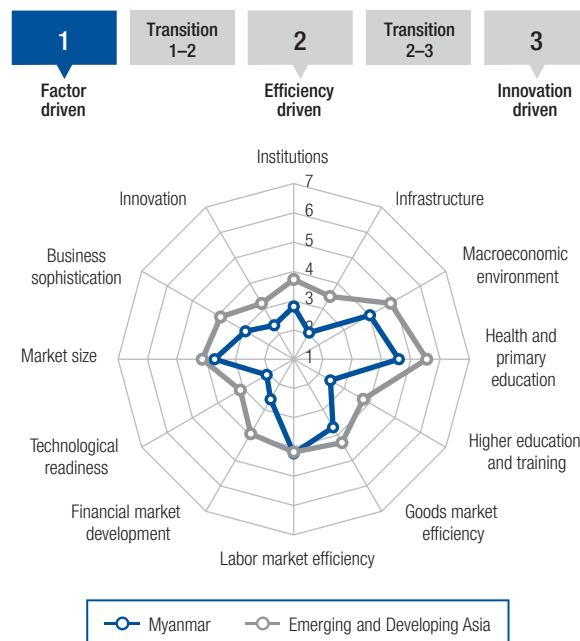 1
Transition
1–2
2
Transition
2–3
3
Factor
driven
Efficiency
driven
Innovation
driven
Institutions
Innovation
Infrastructure
Business
sophistication
Macroeconomic
environment
Market size
Health and
primary
education
Technological
readiness
Higher education
and training
Financial market
development
Goods market
efficiency
Labor market efficiency
7
6
5
4
3
2
1
Myanmar
Emerging and Developing Asia